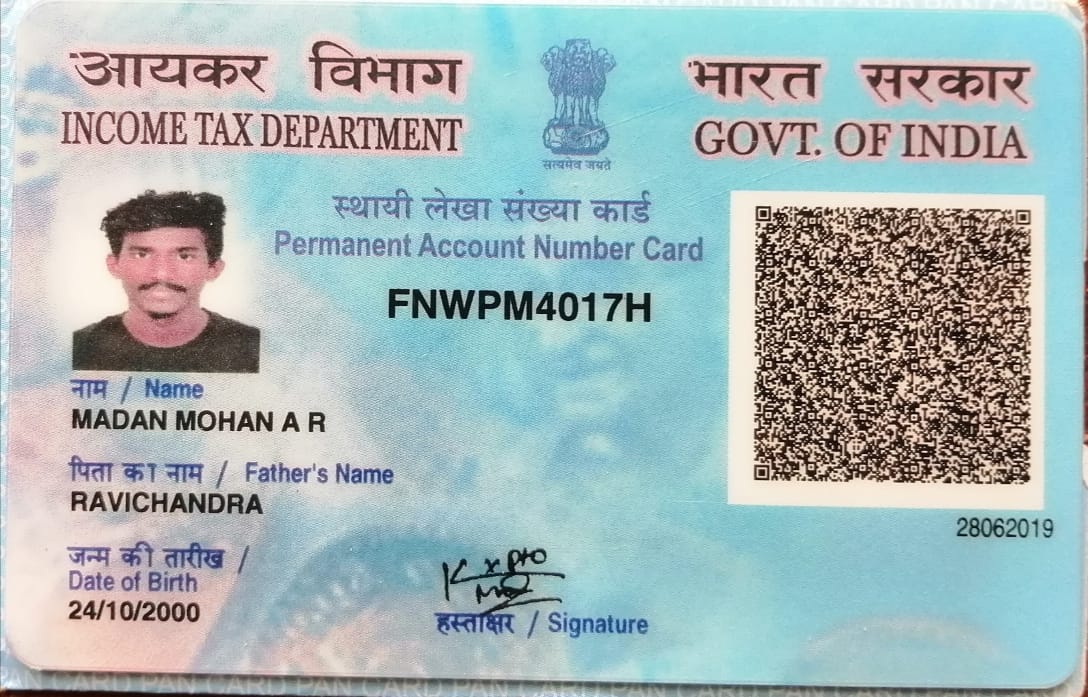 आयकर विभाग
INCOME TAX DEPARTMENT
भारत सरकार
GOVT. OF INDIA
सत्यमेव जयते
स्थायी लेखा संख्या कार्ड
Permanent Account Number Card
FNWPM4017H
नाम / Name
MADAN MOHAN A R
पिता का नाम / Father's Name
RAVICHANDRA
28062019
जन्म की तारीख /
Date of Birth
24/10/2000
हस्ताक्षर / Signature